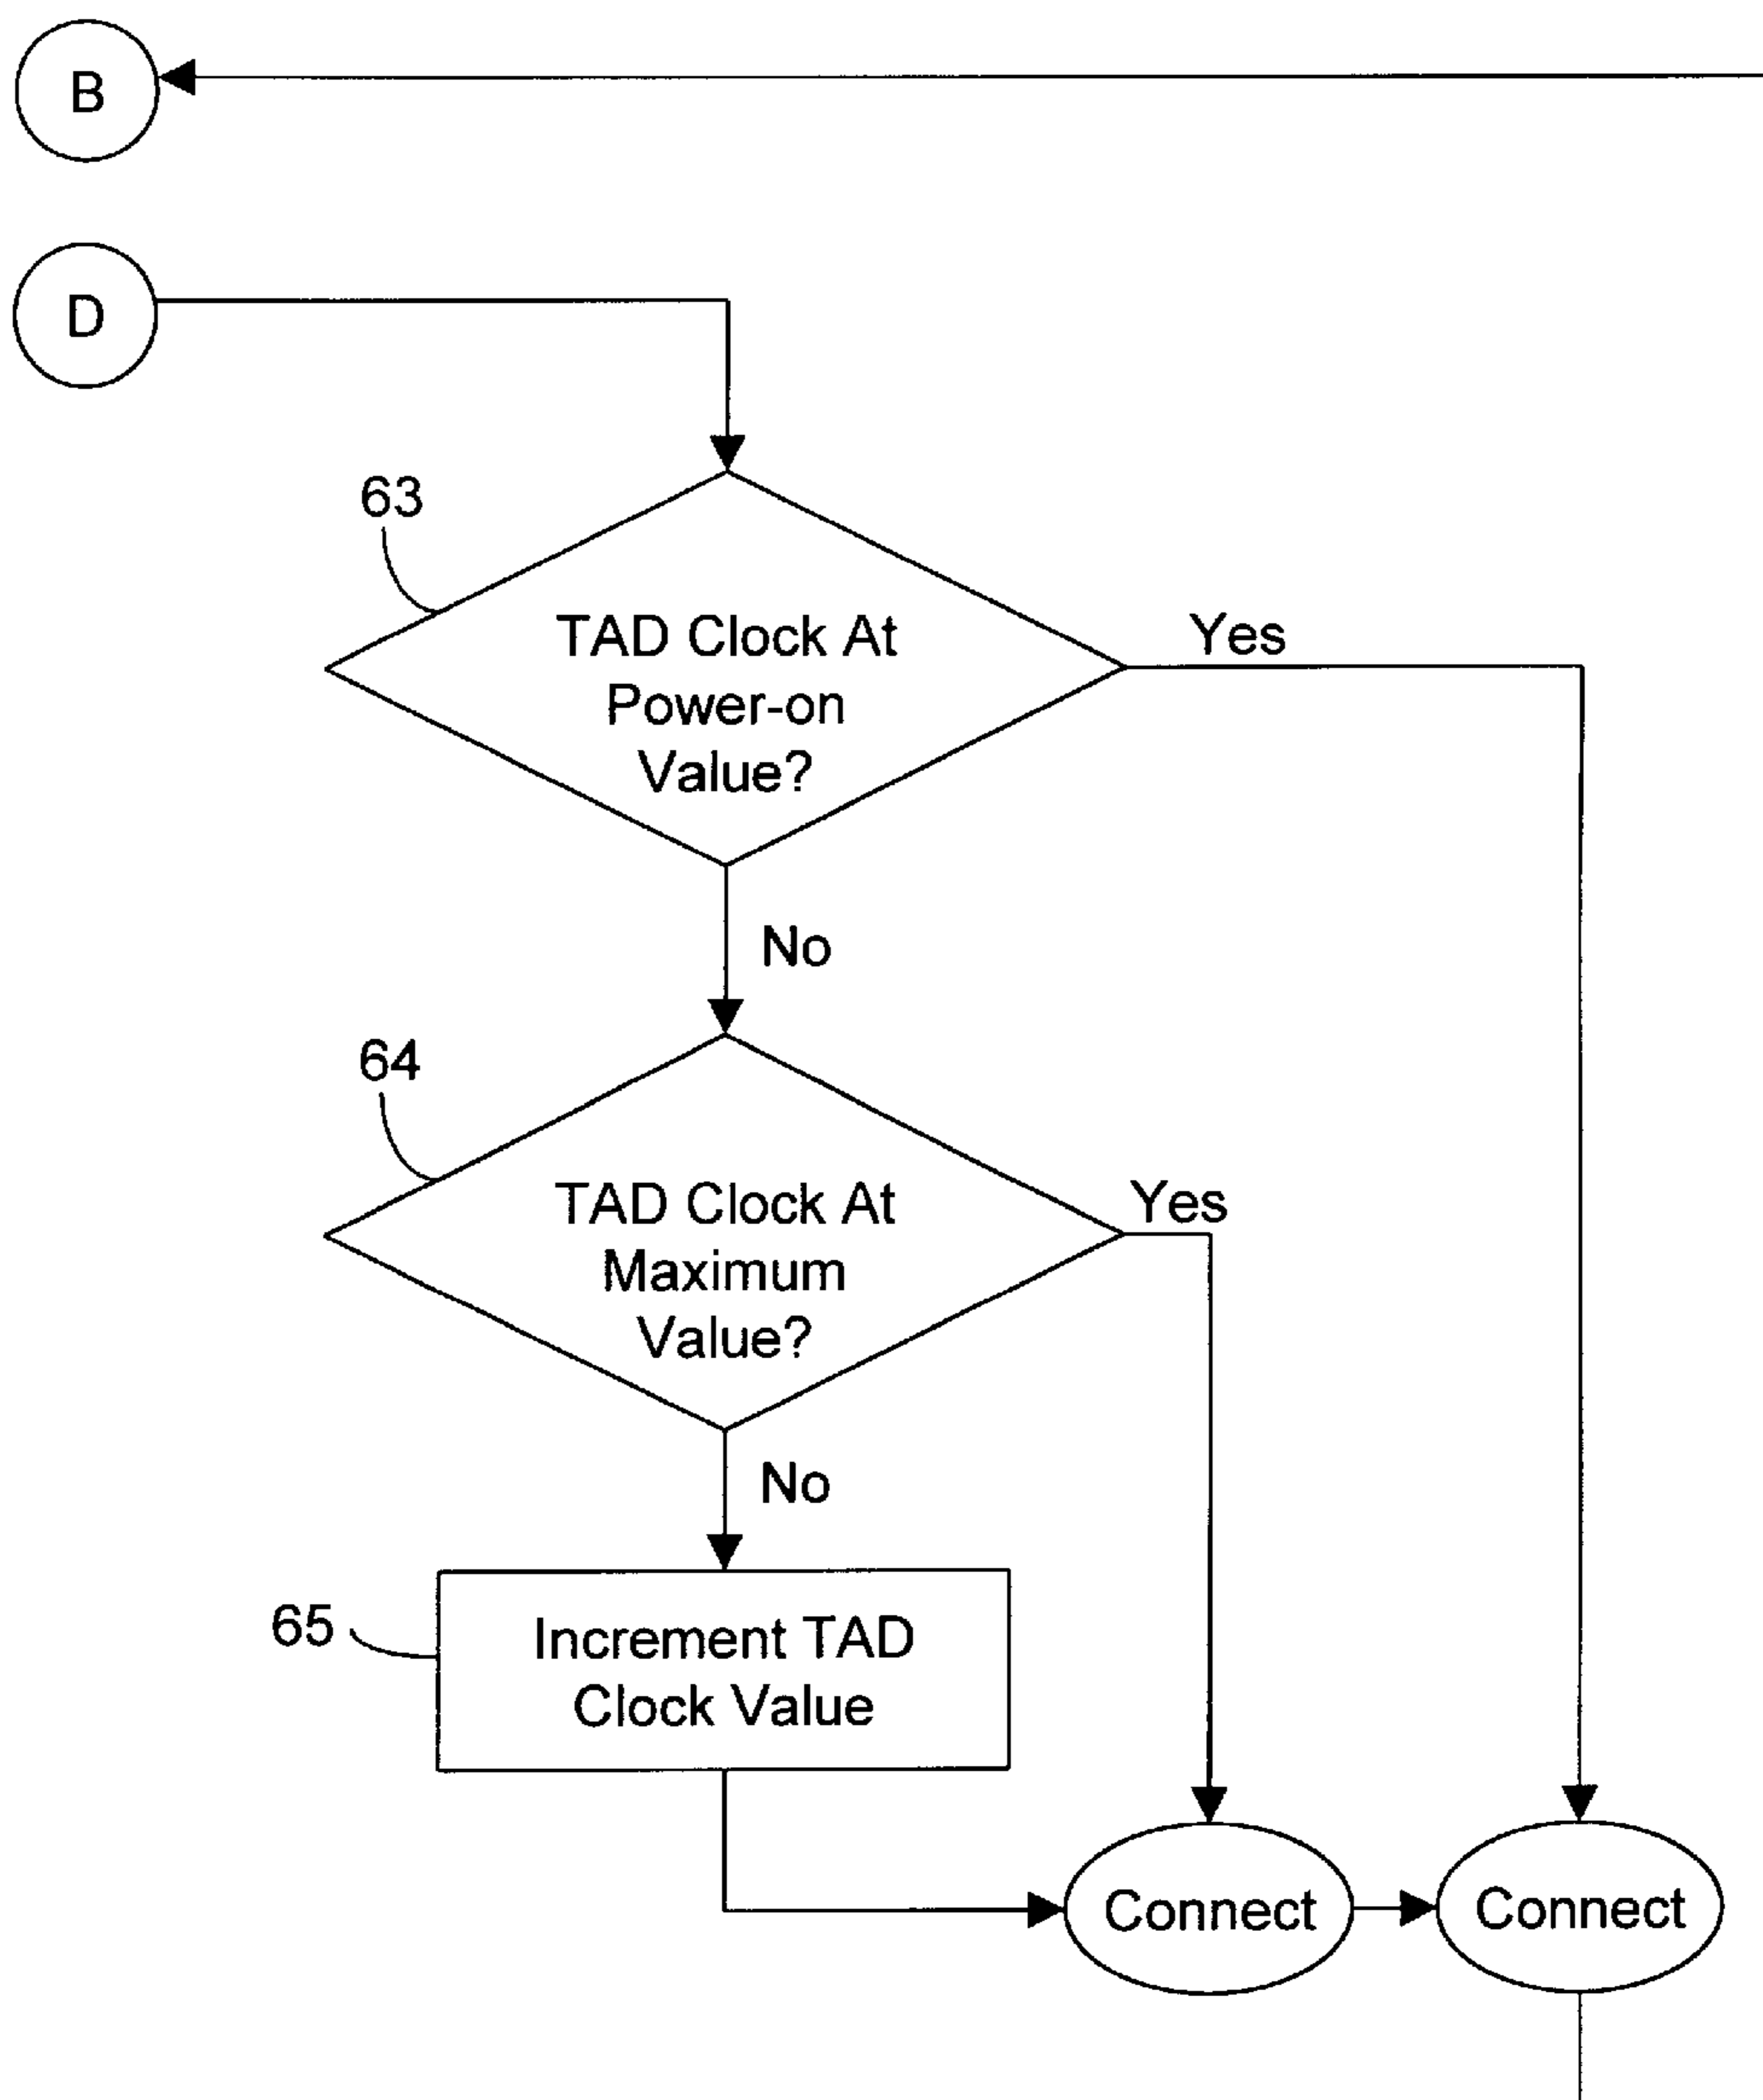 B
D
63
TAD Clock At
Power-on
Value?
Yes
No
64
TAD Clock At
Maximum
Value?
Yes
No
65
Increment TAD
Clock Value
Connect
Connect